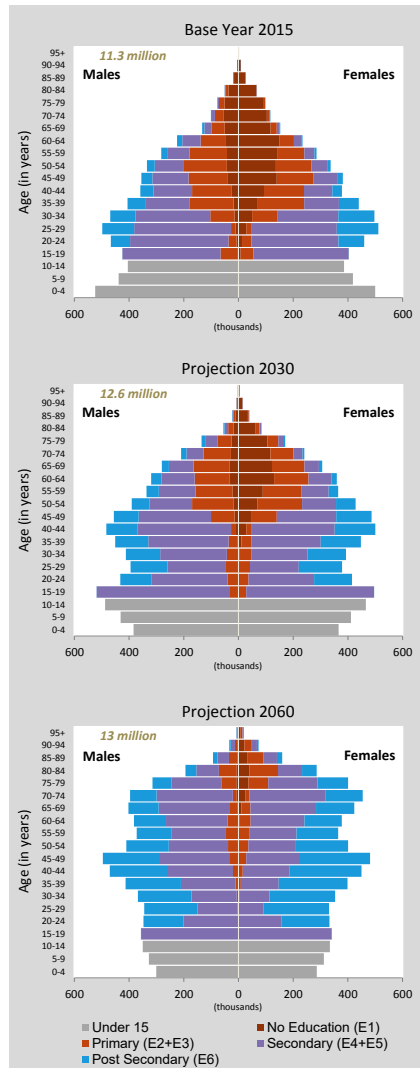 Base Year 2015
11.3 million
Males
Females
Age (in years)
95+
90-94
85-89
80-84
75-79
70-74
65-69
60-64
55-59
50-54
45-49
40-44
35-39
30-34
25-29
20-24
15-19
10-14
5-9
0-4
600 400 200 0 200 400 600
(thousands)
Projection 2030
12.6 million
Males
Females
Age (in years)
95+
90-94
85-89
80-84
75-79
70-74
65-69
60-64
55-59
50-54
45-49
40-44
35-39
30-34
25-29
20-24
15-19
10-14
5-9
0-4
600 400 200 0 200 400 600
(thousands)
Projection 2060
13 million
Males
Females
Age (in years)
95+
90-94
85-89
80-84
75-79
70-74
65-69
60-64
55-59
50-54
45-49
40-44
35-39
30-34
25-29
20-24
15-19
10-14
5-9
0-4
600 400 200 0 200 400 600
(thousands)
Under 15 No Education (E1)
Primary (E2+E3) Secondary (E4+E5)
Post Secondary (E6)